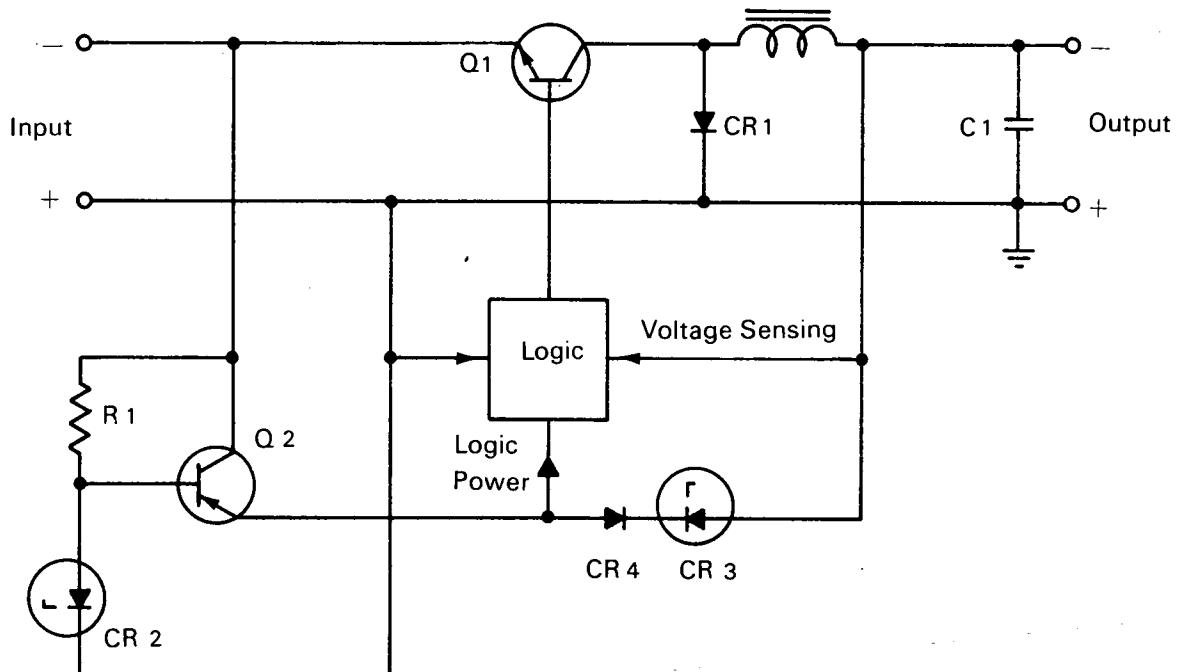 −
Q1
−
CR1
C1
Input
Output
+
+
Voltage Sensing
Logic
R1
Q2
Logic
Power
CR4
CR3
CR2